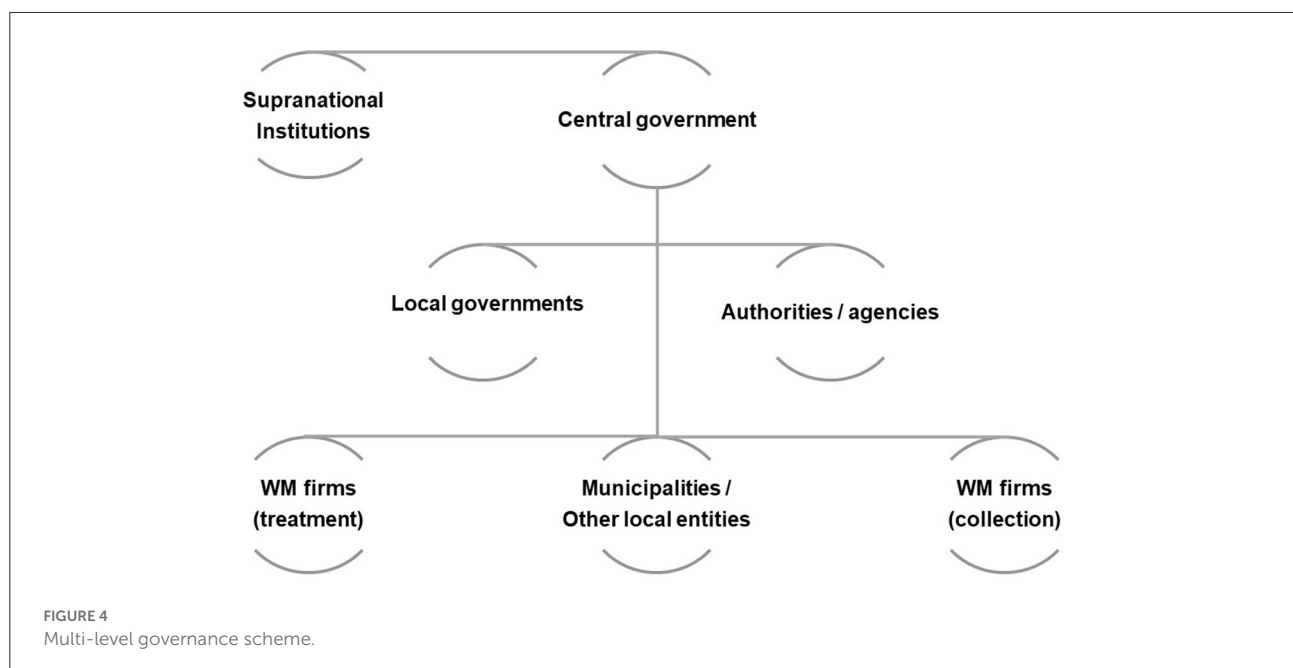 Supranational
Institutions
Central government
Local governments
Authorities / agencies
WM firms
(treatment)
Municipalities /
Other local entities
WM firms
(collection)
FIGURE 4
Multi-level governance scheme.